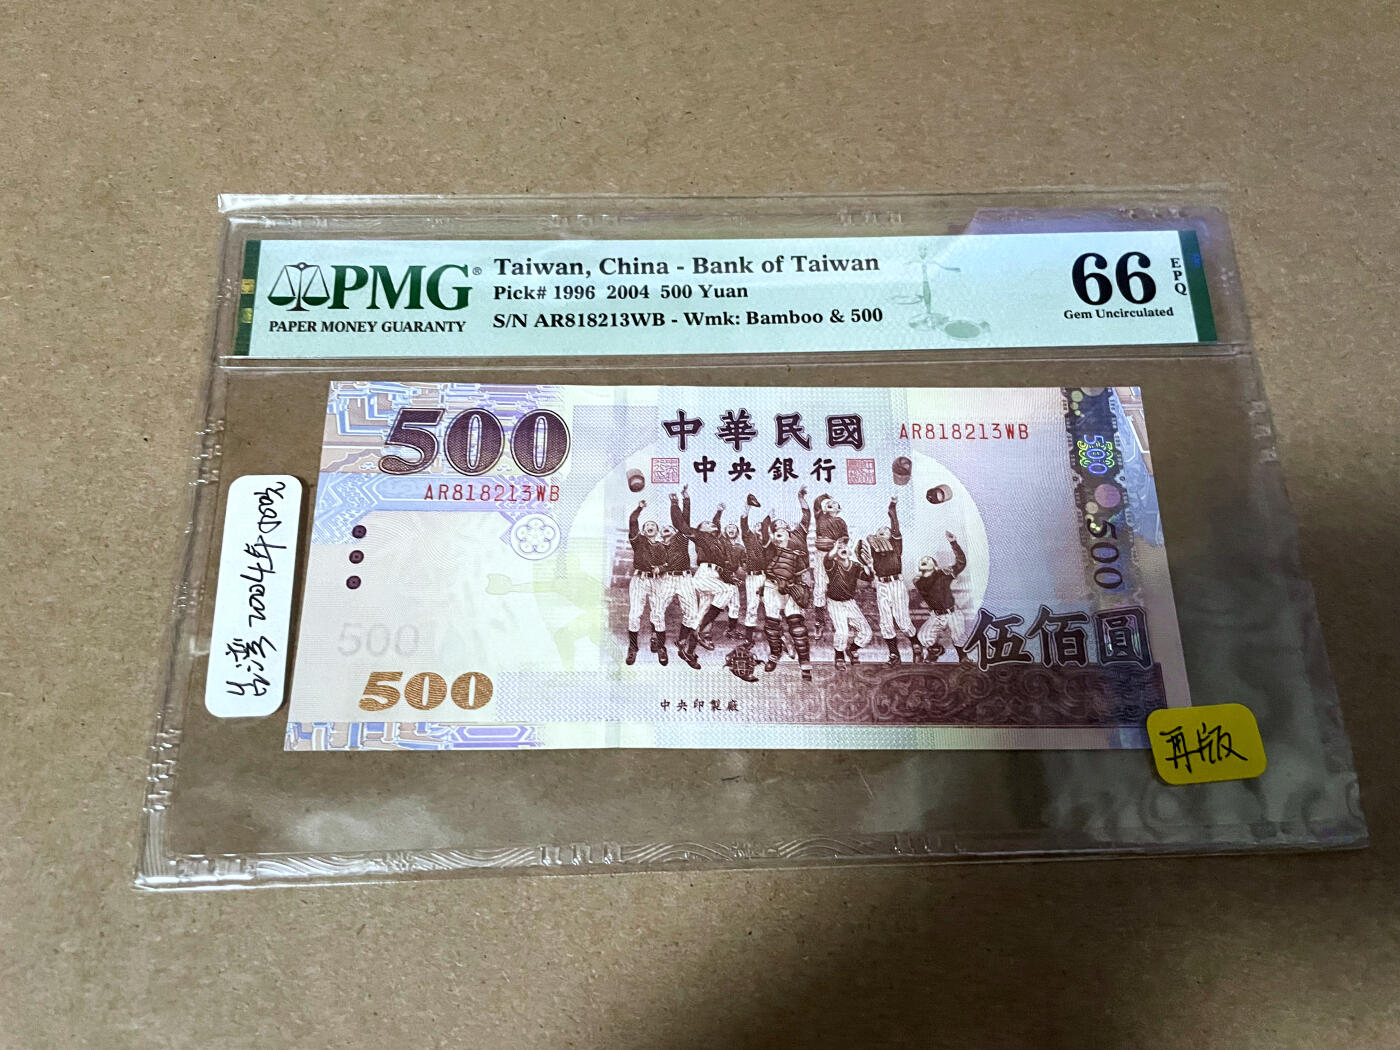 PMG®
PAPER MONEY GUARANTY
Taiwan, China - Bank of Taiwan
Pick# 1996 2004 500 Yuan
S/N AR818213WB - Wmk: Bamboo & 500
66
EPQ
Gem Uncirculated
500
中華民國
AR818213WB
中央銀行
AR818213WB
500
伍佰圓
500
500
中央印製廠
再版